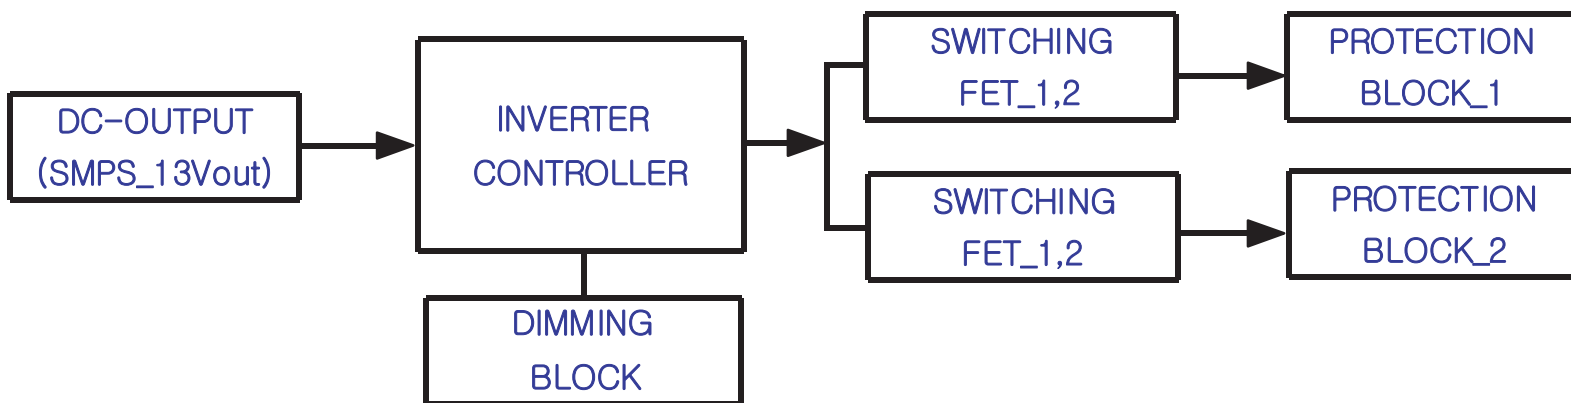 DC-OUTPUT
(SMPS_13Vout)
INVERTER
CONTROLLER
DIMMING
BLOCK
SWITCHING
FET_1,2
PROTECTION
BLOCK_1
SWITCHING
FET_1,2
PROTECTION
BLOCK_2